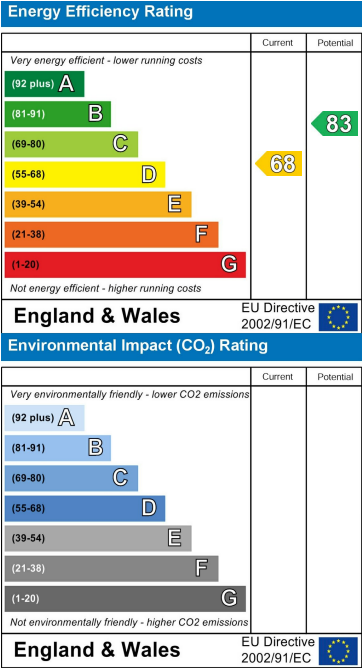 Energy Efficiency Rating
Current Potential
Very energy efficient - lower running costs
(92 plus) A
(81-91) B
(69-80) C
(55-68) D
(39-54) E
(21-38) F
(1-20) G
68
83
Not energy efficient - higher running costs
England & Wales
EU Directive
2002/91/EC
Environmental Impact (CO₂) Rating
Current Potential
Very environmentally friendly - lower CO2 emissions
(92 plus) A
(81-91) B
(69-80) C
(55-68) D
(39-54) E
(21-38) F
(1-20) G
Not environmentally friendly - higher CO2 emissions
England & Wales
EU Directive
2002/91/EC